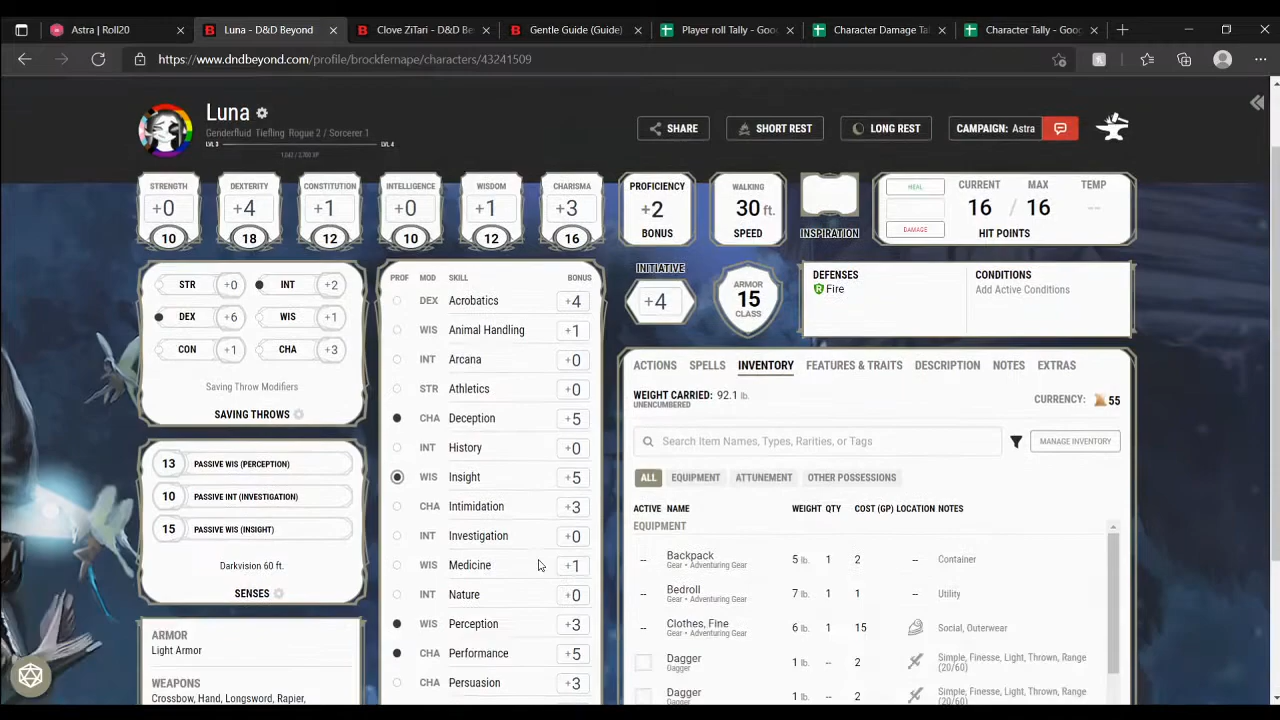 Astra | Roll20
Luna - D&D Beyond
Clove ZiTari - D&D Be
Gentle Guide (Guide)
Player roll Tally - Goo
Character Damage Ta
Character Tally - Goog
https://www.dndbeyond.com/profile/brockfernape/characters/43241509
Luna
Genderfluid Tiefling Rogue 2 / Sorcerer 1
LVL 3 LVL 4
SHARE
SHORT REST
LONG REST
CAMPAIGN: Astra
STRENGTH
+0
10
DEXTERITY
+4
18
CONSTITUTION
+1
12
INTELLIGENCE
+0
10
WISDOM
+1
12
CHARISMA
+3
16
PROFICIENCY
+2
BONUS
WALKING
30 ft.
SPEED
INSPIRATION
HEAL
DAMAGE
CURRENT MAX TEMP
16 / 16 --
HIT POINTS
STR +0
INT +2
DEX +6
WIS +1
CON +1
CHA +3
Saving Throw Modifiers
SAVING THROWS
13 PASSIVE WIS (PERCEPTION)
10 PASSIVE INT (INVESTIGATION)
15 PASSIVE WIS (INSIGHT)
Darkvision 60 ft.
SENSES
ARMOR
Light Armor
WEAPONS
Crossbow, Hand, Longsword, Rapier,
PROF MOD SKILL BONUS
DEX Acrobatics +4
WIS Animal Handling +1
INT Arcana +0
STR Athletics +0
CHA Deception +5
INT History +0
WIS Insight +5
CHA Intimidation +3
INT Investigation +0
WIS Medicine +1
INT Nature +0
WIS Perception +3
CHA Performance +5
CHA Persuasion +3
INITIATIVE
+4
ARMOR
15
CLASS
DEFENSES
R Fire
CONDITIONS
Add Active Conditions
ACTIONS SPELLS INVENTORY FEATURES & TRAITS DESCRIPTION NOTES EXTRAS
WEIGHT CARRIED: 92.1 lb.
UNENCUMBERED
CURRENCY: 55
Search Item Names, Types, Rarities, or Tags
MANAGE INVENTORY
ALL EQUIPMENT ATTUNEMENT OTHER POSSESSIONS
ACTIVE NAME WEIGHT QTY COST (GP) LOCATION NOTES
EQUIPMENT
-- Backpack 5 lb. 1 2 -- Container
Gear • Adventuring Gear
-- Bedroll 7 lb. 1 1 -- Utility
Gear • Adventuring Gear
-- Clothes, Fine 6 lb. 1 15 Social, Outerwear
Gear • Adventuring Gear
Dagger 1 lb. -- 2 Simple, Finesse, Light, Thrown, Range
Dagger (20/60)
Dagger 1 lb. -- 2 Simple, Finesse, Light, Thrown, Range
Dagger (20/60)